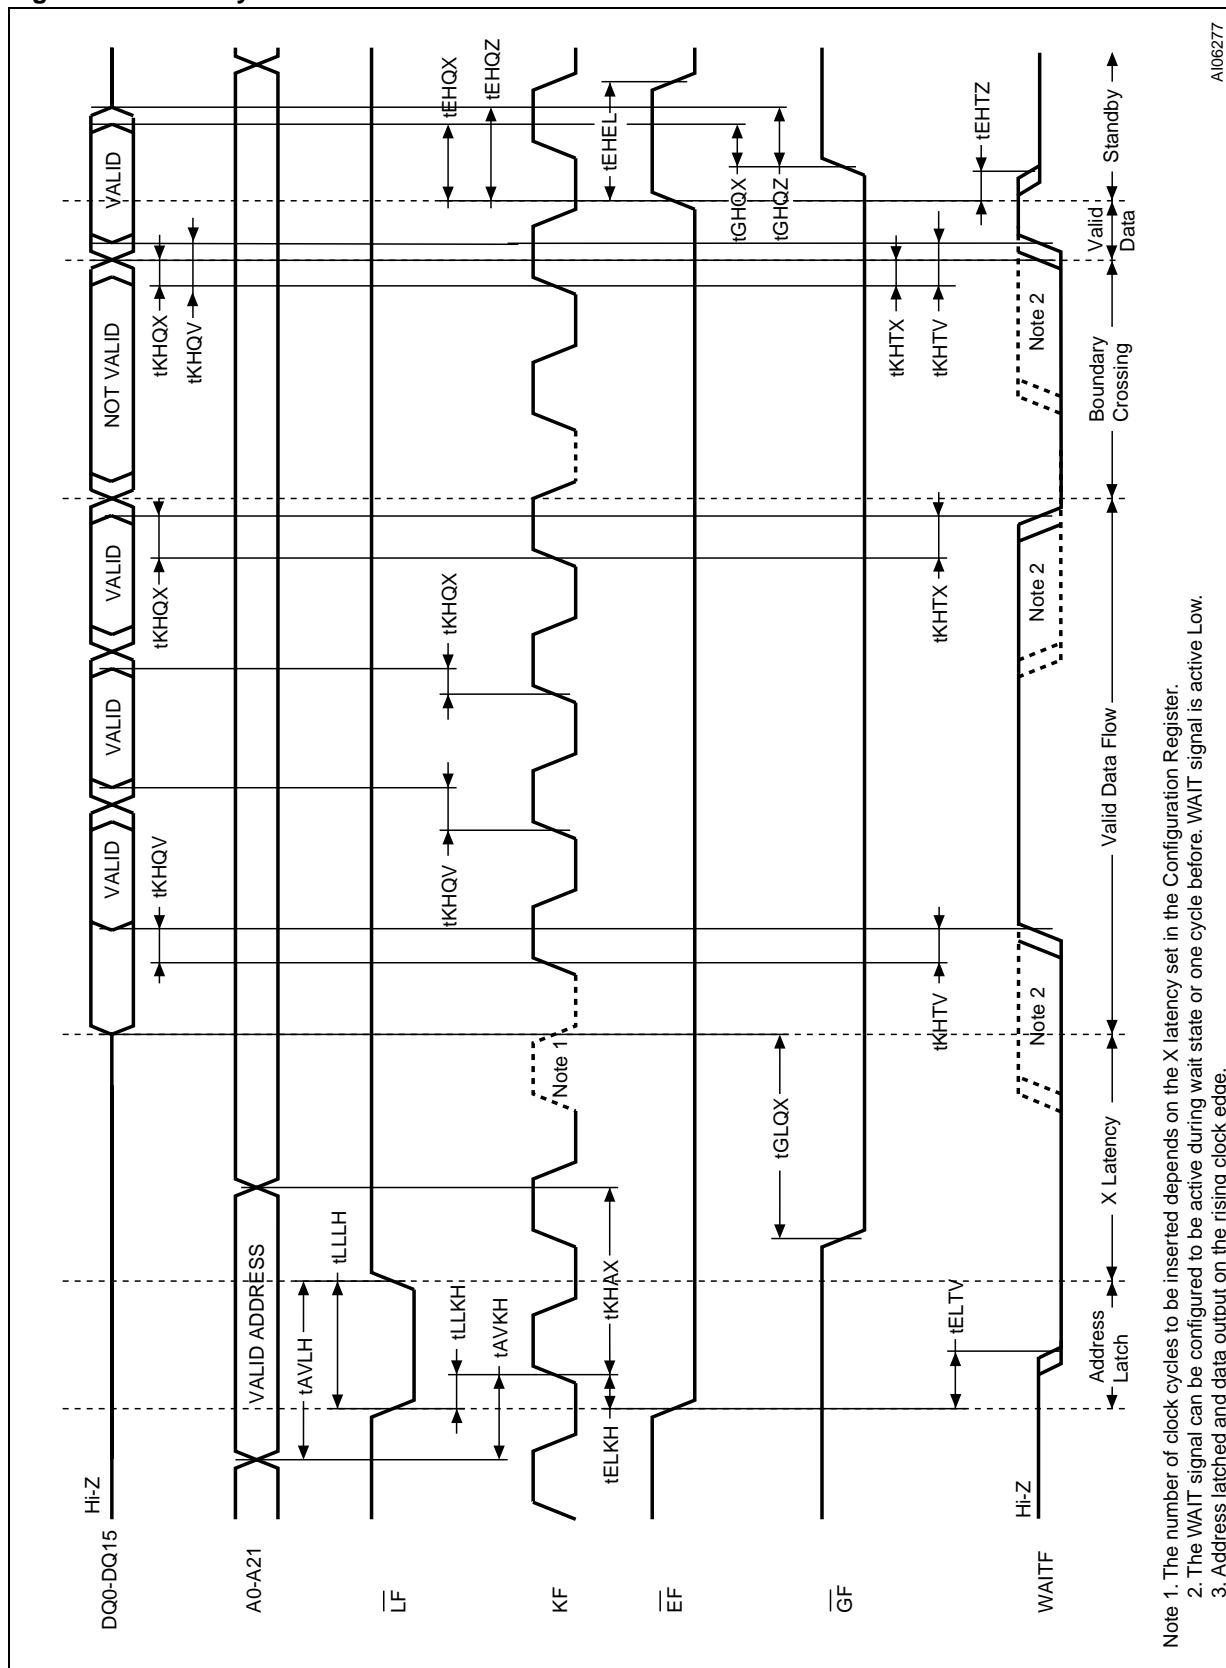 DQ0-DQ15
Hi-Z
VALID
VALID
VALID
NOT VALID
VALID
tKHQV
tKHQX
tKHQX
tKHQV
A0-A21
VALID ADDRESS
tAVLH
tLLLH
LF
tLLKH
tAVKH
tKHQV
tKHQX
tEHQX
tEHQZ
KF
Note 1
tELKH
tKHAX
tEHEL
EF
tGLQX
tGHQX
tGHQZ
GF
tELTV
tKHTV
tKHTX
tKHTX
tKHTV
tEHTZ
WAITF
Hi-Z
Note 2
Note 2
Note 2
Address
Latch
X Latency
Valid Data Flow
Boundary
Crossing
Valid
Data
Standby
Note 1. The number of clock cycles to be inserted depends on the X latency set in the Configuration Register.
2. The WAIT signal can be configured to be active during wait state or one cycle before. WAIT signal is active Low.
3. Address latched and data output on the rising clock edge.
AI06277